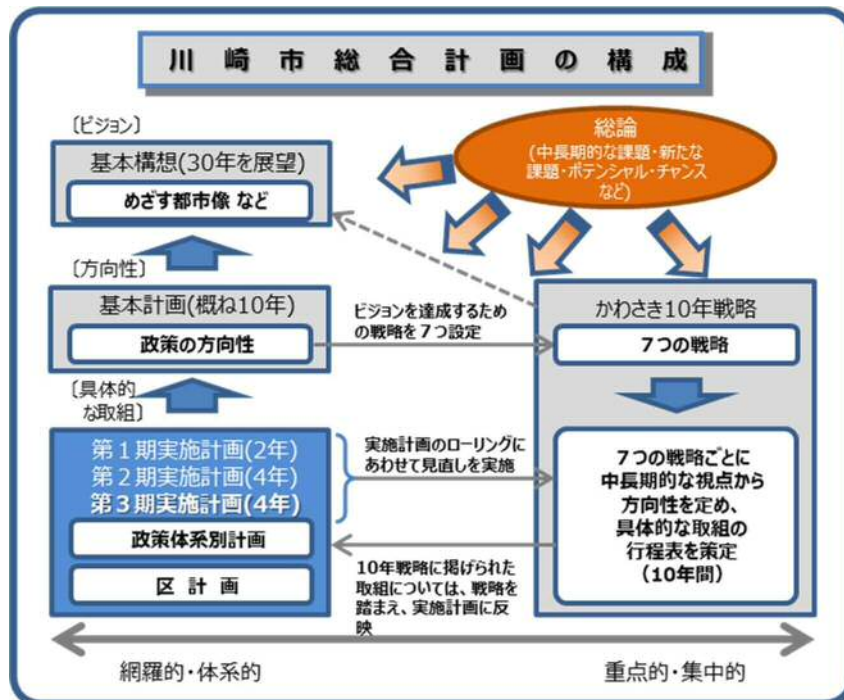 川崎市総合計画の構成
〔ビジョン〕
基本構想(30年を展望)
めざす都市像 など
総論
(中長期的な課題・新たな
課題・ポテンシャル・チャンス
など)
〔方向性〕
基本計画(概ね10年)
政策の方向性
ビジョンを達成するため
の戦略を7つ設定
かわさき10年戦略
7つの戦略
〔具体的
な取組〕
第1期実施計画(2年)
第2期実施計画(4年)
第3期実施計画(4年)
政策体系別計画
区 計 画
実施計画のローリングに
あわせて見直しを実施
7つの戦略ごとに
中長期的な視点から
方向性を定め、
具体的な取組の
行程表を策定
(10年間)
10年戦略に掲げられた
取組については、戦略を
踏まえ、実施計画に反
映
網羅的・体系的
重点的・集中的